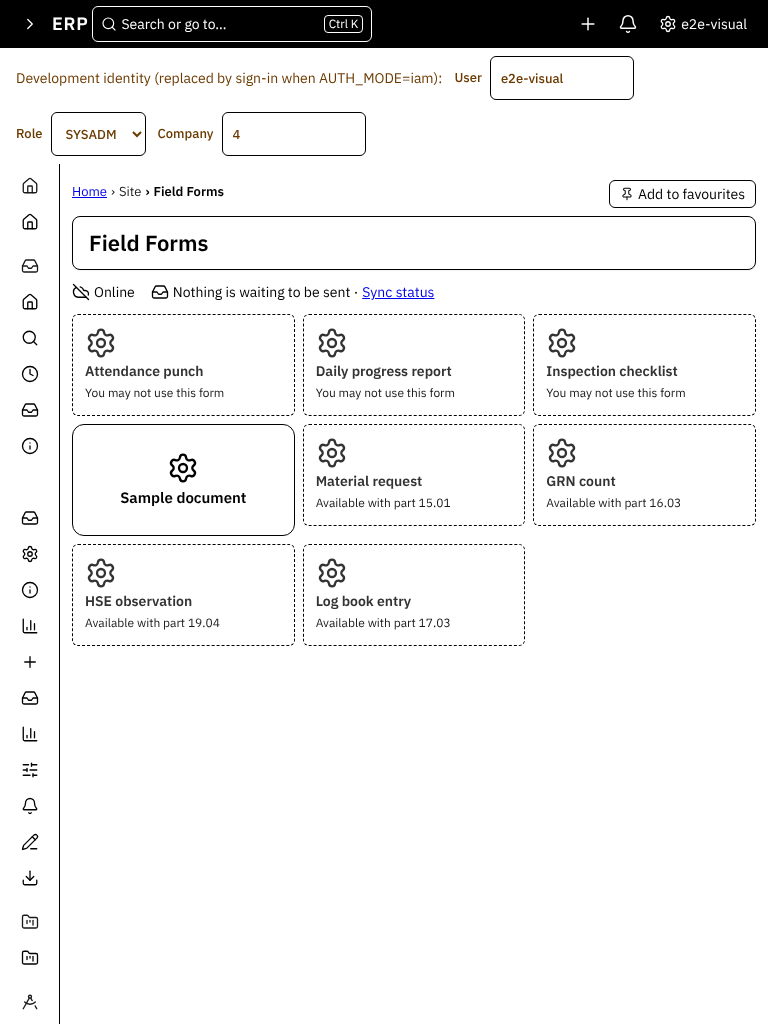 ERP Search or go to... Ctrl K e2e-visual
Development identity (replaced by sign-in when AUTH_MODE=iam): User e2e-visual
Role SYSADM Company 4
Home › Site › Field Forms
Add to favourites
Field Forms
Online Nothing is waiting to be sent · Sync status
Attendance punch
You may not use this form
Daily progress report
You may not use this form
Inspection checklist
You may not use this form
Sample document
Material request
Available with part 15.01
GRN count
Available with part 16.03
HSE observation
Available with part 19.04
Log book entry
Available with part 17.03